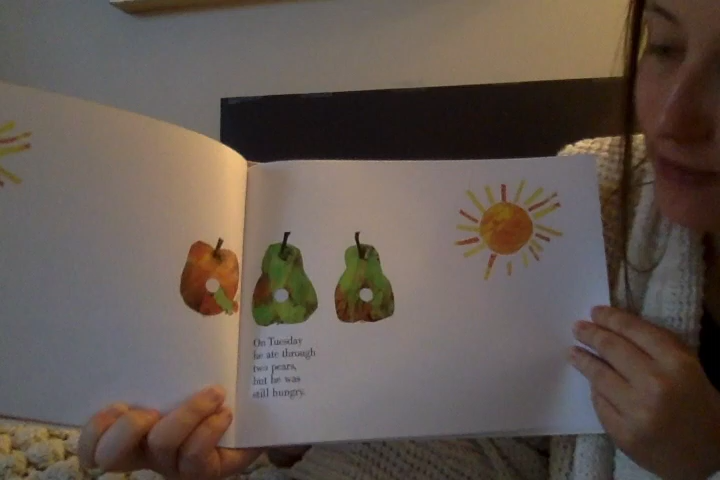 On Tuesday
he ate through
two pears,
but he was
still hungry.